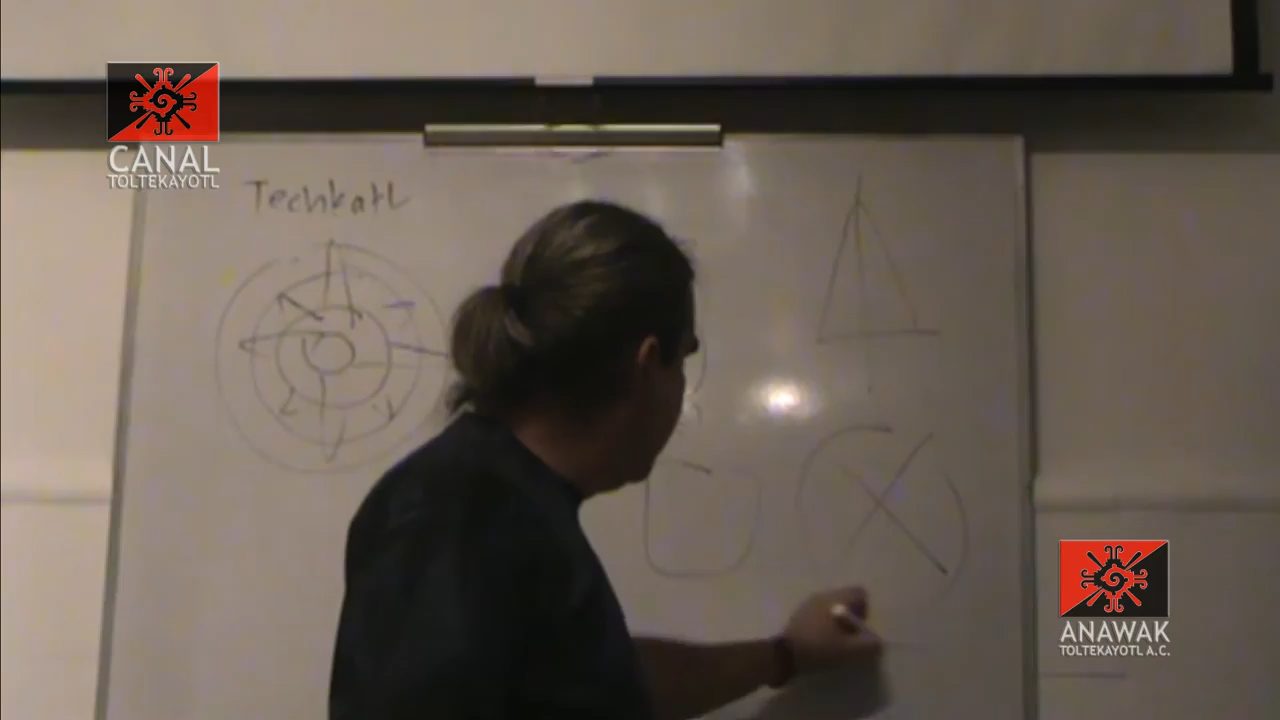 CANAL
TOLTEKAYOTL
Techkatl
ANAWAK
TOLTEKAYOTL A.C.